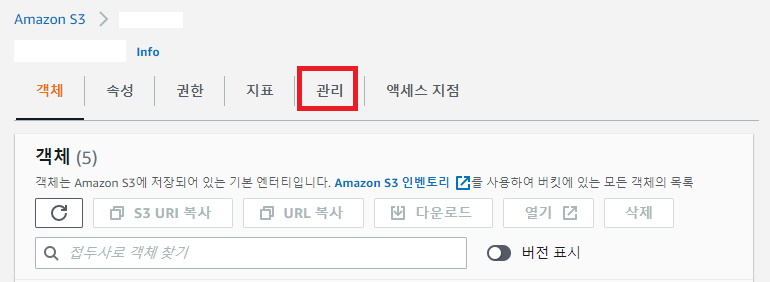 Amazon S3
Info
객체 속성 권한 지표 관리 액세스 지점
객체 (5)
객체는 Amazon S3에 저장되어 있는 기본 엔터티입니다. Amazon S3 인벤토리 를 사용하여 버킷에 있는 모든 객체의 목록
S3 URI 복사 URL 복사 다운로드 열기 삭제
접두사로 객체 찾기 버전 표시